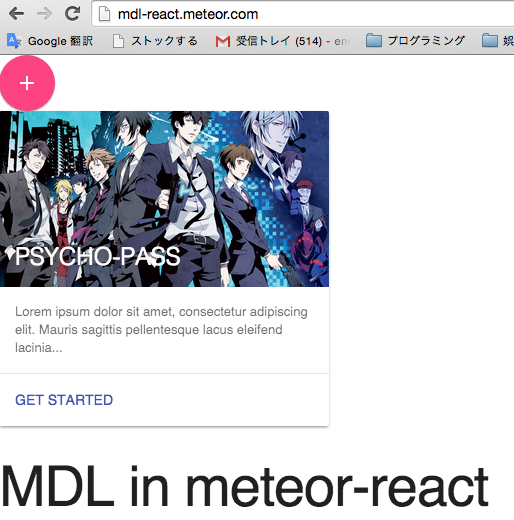 mdl-react.meteor.com
Google 翻訳 ストックする 受信トレイ (514) - en プログラミング 娯
PSYCHO-PASS
Lorem ipsum dolor sit amet, consectetur adipiscing
elit. Mauris sagittis pellentesque lacus eleifend
lacinia...
GET STARTED
MDL in meteor-react